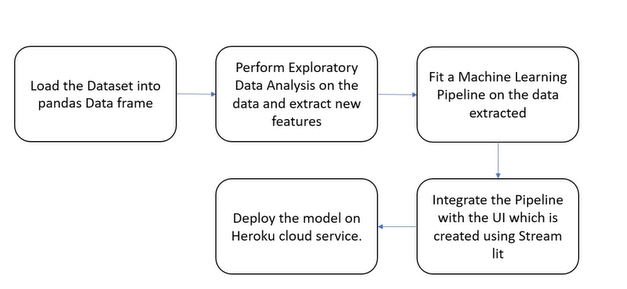 Load the Dataset into
pandas Data frame
Perform Exploratory
Data Analysis on the
data and extract new
features
Fit a Machine Learning
Pipeline on the data
extracted
Integrate the Pipeline
with the UI which is
created using Stream
lit
Deploy the model on
Heroku cloud service.